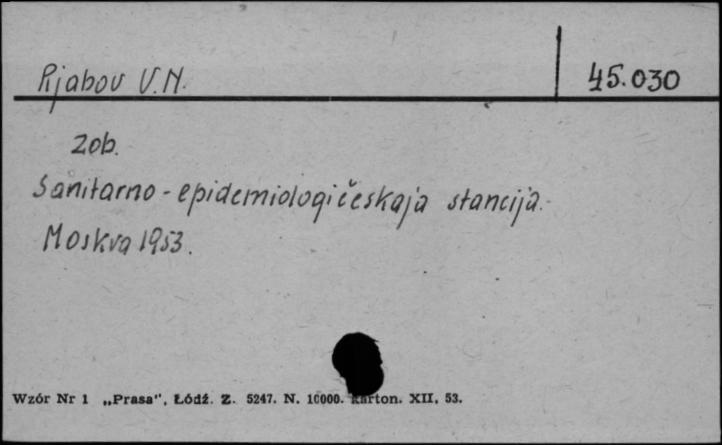 Rjabov V.N.
45.030
Zob.
Sanitarno-epidemiologičeskaja stancija.
Moskva 1953.
Wzór Nr 1 „Prasa", Łódź. Z. 5247. N. 10000. karton. XII. 53.